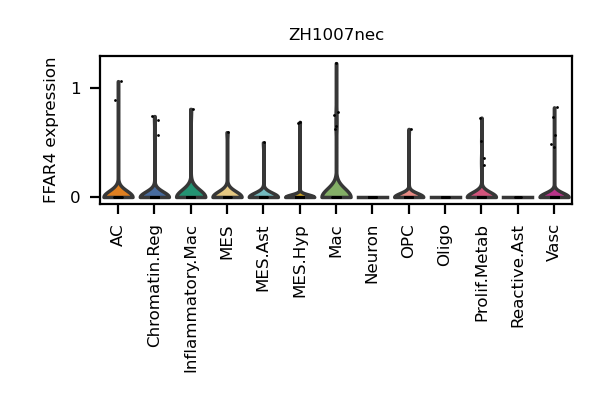 ZH1007nec
FFAR4 expression
1
0
AC
Chromatin.Reg
Inflammatory.Mac
MES
MES.Ast
MES.Hyp
Mac
Neuron
OPC
Oligo
Prolif.Metab
Reactive.Ast
Vasc